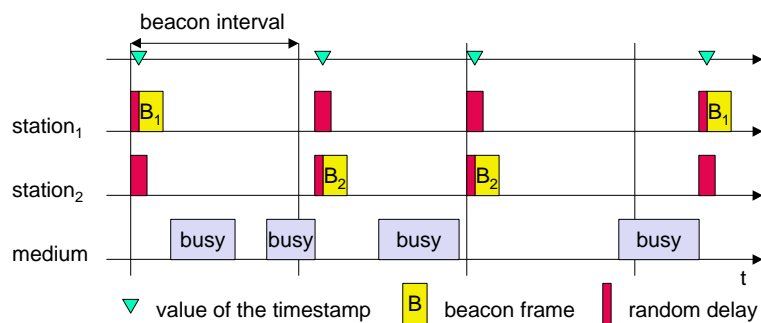 beacon interval
B1
station1
B1
station2
B2
B2
medium
busy
busy
busy
busy
t
value of the timestamp
B
beacon frame
random delay